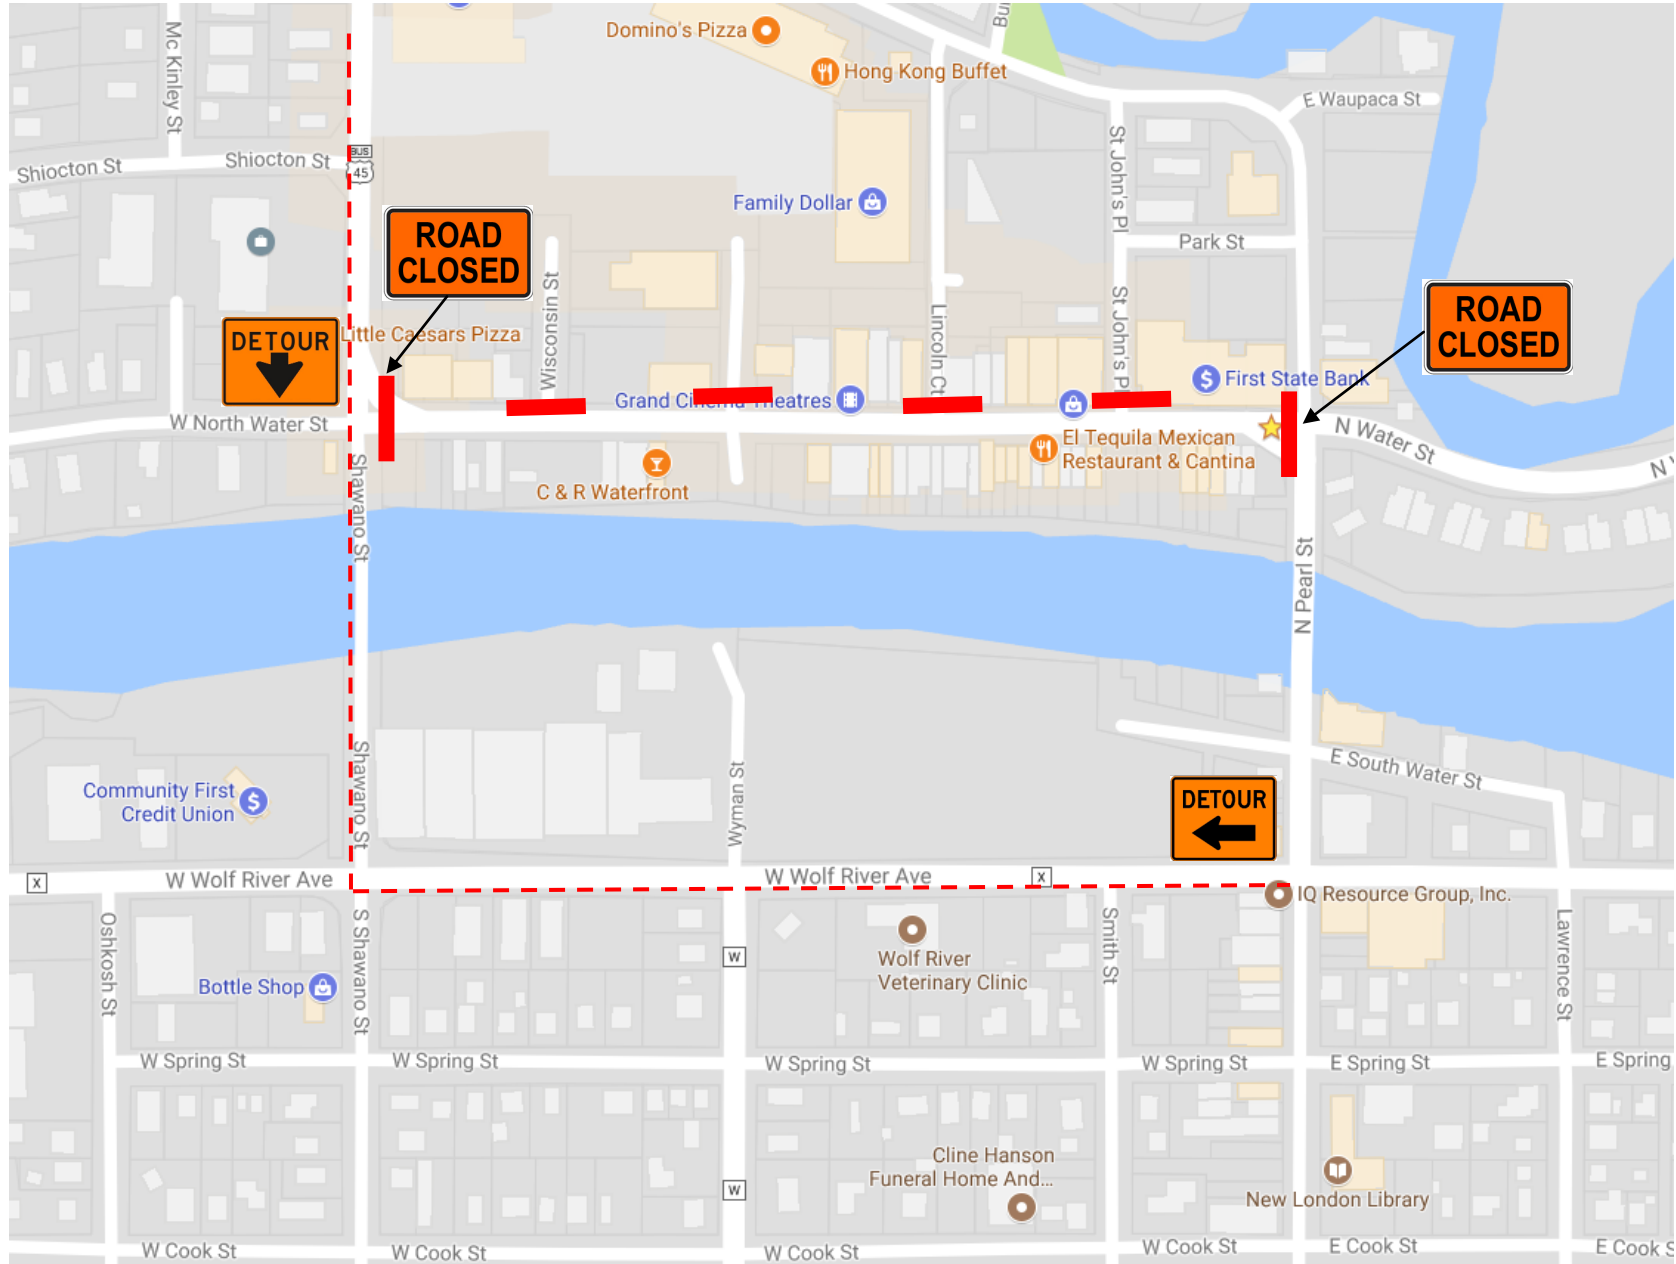 Domino's Pizza
Hong Kong Buffet
Mc Kinley St
E Waupaca St
Shiocton St
Shiocton St
BUS
45
St John's Pl
Family Dollar
Park St
ROAD
CLOSED
ROAD
CLOSED
DETOUR
Little Caesars Pizza
Wisconsin St
Lincoln Ct
St John's Pl
First State Bank
Grand Cinema Theatres
W North Water St
N Water St
El Tequila Mexican
Restaurant & Cantina
C & R Waterfront
Shawano St
N Pearl St
E South Water St
Shawano St
Wyman St
Community First
Credit Union
DETOUR
X
W Wolf River Ave
W Wolf River Ave
X
IQ Resource Group, Inc.
Oshkosh St
S Shawano St
Smith St
Lawrence St
W
Wolf River
Veterinary Clinic
Bottle Shop
W Spring St
W Spring St
W Spring St
W Spring St
E Spring St
E Spring
Cline Hanson
Funeral Home And...
W
New London Library
W Cook St
W Cook St
W Cook St
W Cook St
E Cook St
E Cook S